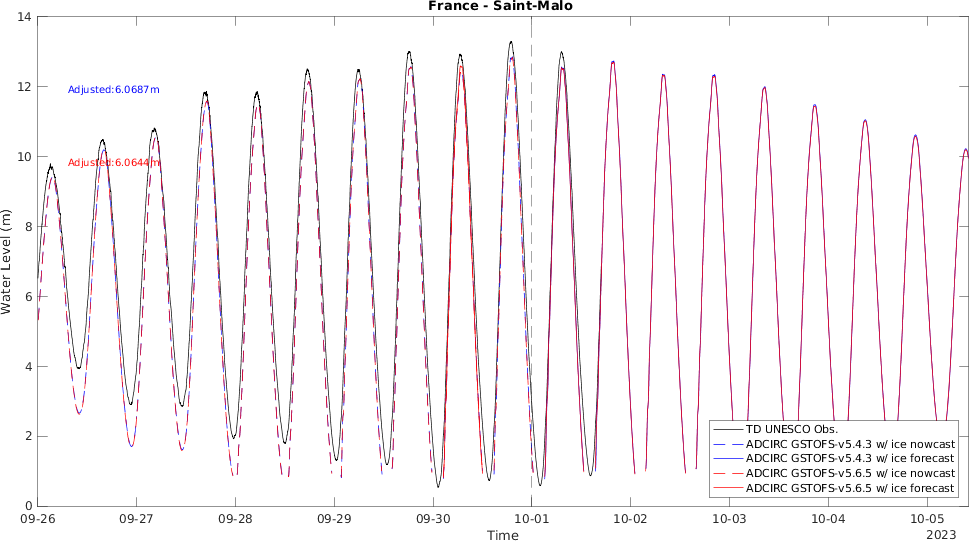 France - Saint-Malo
Water Level (m)
14
12
10
8
6
4
2
0
Adjusted:6.0687m
Adjusted:6.0644m
TD UNESCO Obs.
ADCIRC GSTOFS-v5.4.3 w/ ice nowcast
ADCIRC GSTOFS-v5.4.3 w/ ice forecast
ADCIRC GSTOFS-v5.6.5 w/ ice nowcast
ADCIRC GSTOFS-v5.6.5 w/ ice forecast
09-26 09-27 09-28 09-29 09-30 10-01 10-02 10-03 10-04 10-05
Time
2023